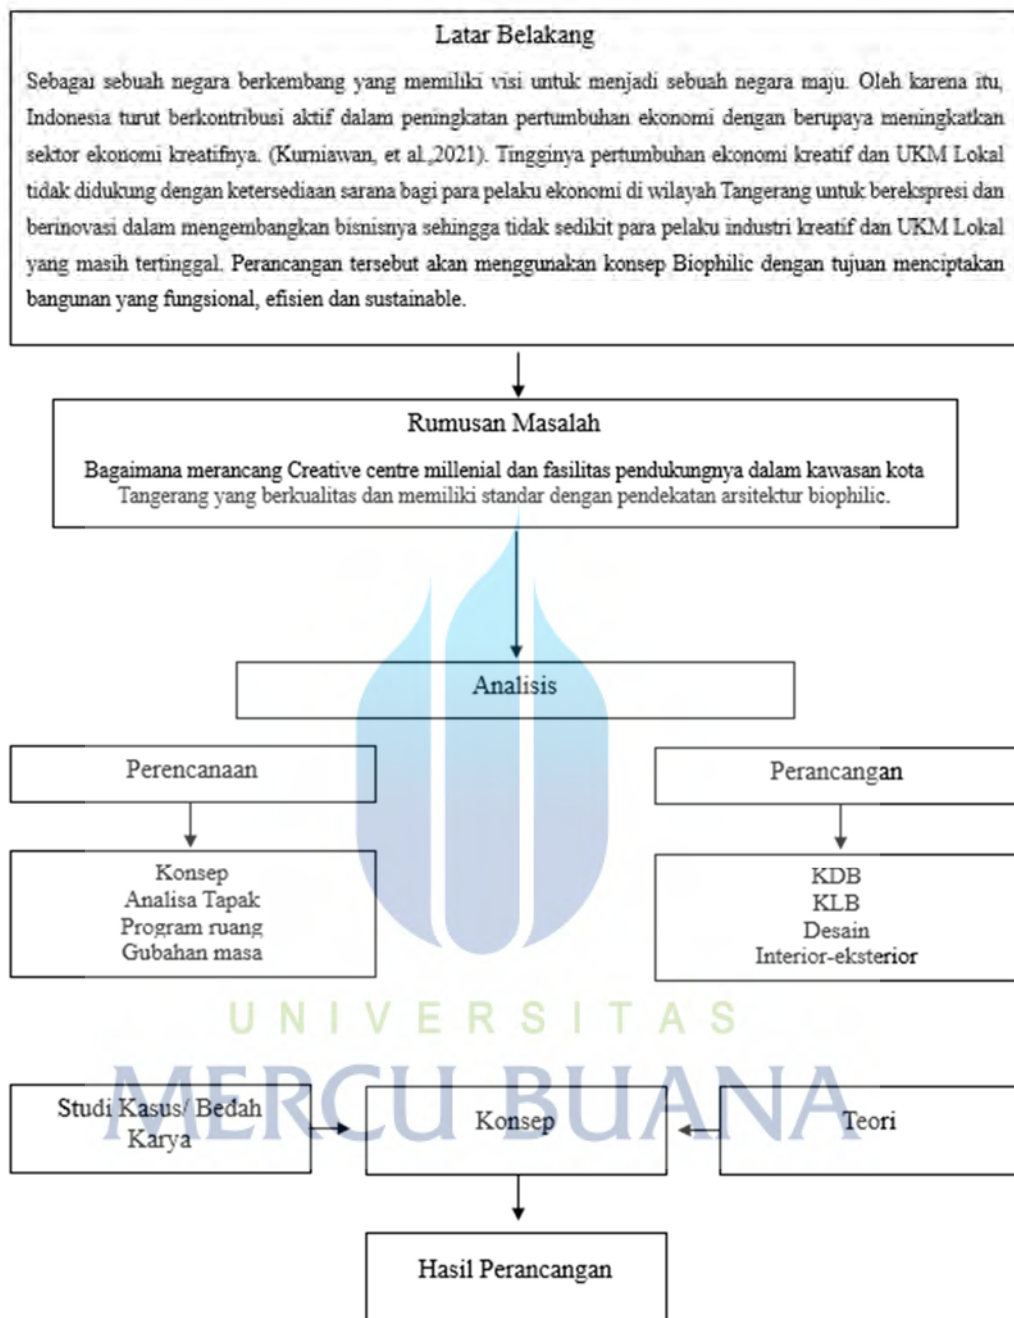 Latar Belakang
Sebagai sebuah negara berkembang yang memiliki visi untuk menjadi sebuah negara maju. Oleh karena itu,
Indonesia turut berkontribusi aktif dalam peningkatan pertumbuhan ekonomi dengan berupaya meningkatkan
sektor ekonomi kreatifnya. (Kurniawan, et al.,2021). Tingginya pertumbuhan ekonomi kreatif dan UKM Lokal
tidak didukung dengan ketersediaan sarana bagi para pelaku ekonomi di wilayah Tangerang untuk berekspresi dan
berinovasi dalam mengembangkan bisnisnya sehingga tidak sedikit para pelaku industri kreatif dan UKM Lokal
yang masih tertinggal. Perancangan tersebut akan menggunakan konsep Biophilic dengan tujuan menciptakan
bangunan yang fungsional, efisien dan sustainable.
Rumusan Masalah
Bagaimana merancang Creative centre millenial dan fasilitas pendukungnya dalam kawasan kota
Tangerang yang berkualitas dan memiliki standar dengan pendekatan arsitektur biophilic.
Analisis
Perencanaan
Perancangan
Konsep
Analisa Tapak
Program ruang
Gubahan masa
KDB
KLB
Desain
Interior-eksterior
UNIVERSITAS
MERCU BUANA
Studi Kasus/ Bedah
Karya
Konsep
Teori
Hasil Perancangan